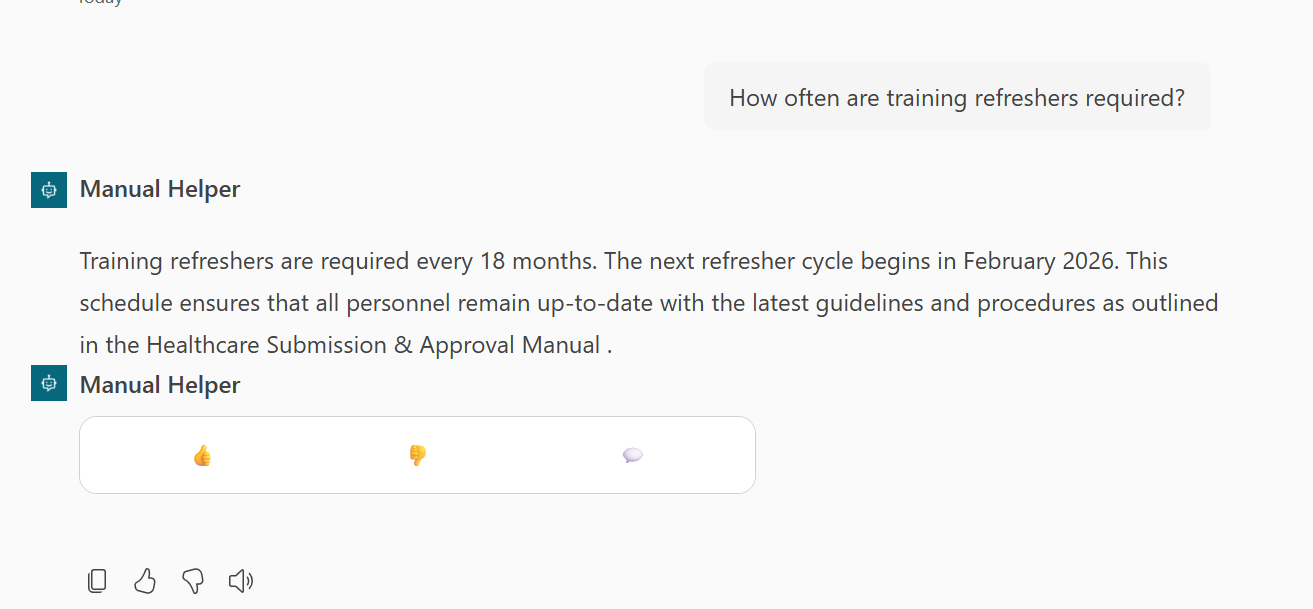 Today
How often are training refreshers required?
Manual Helper
Training refreshers are required every 18 months. The next refresher cycle begins in February 2026. This
schedule ensures that all personnel remain up-to-date with the latest guidelines and procedures as outlined
in the Healthcare Submission & Approval Manual .
Manual Helper